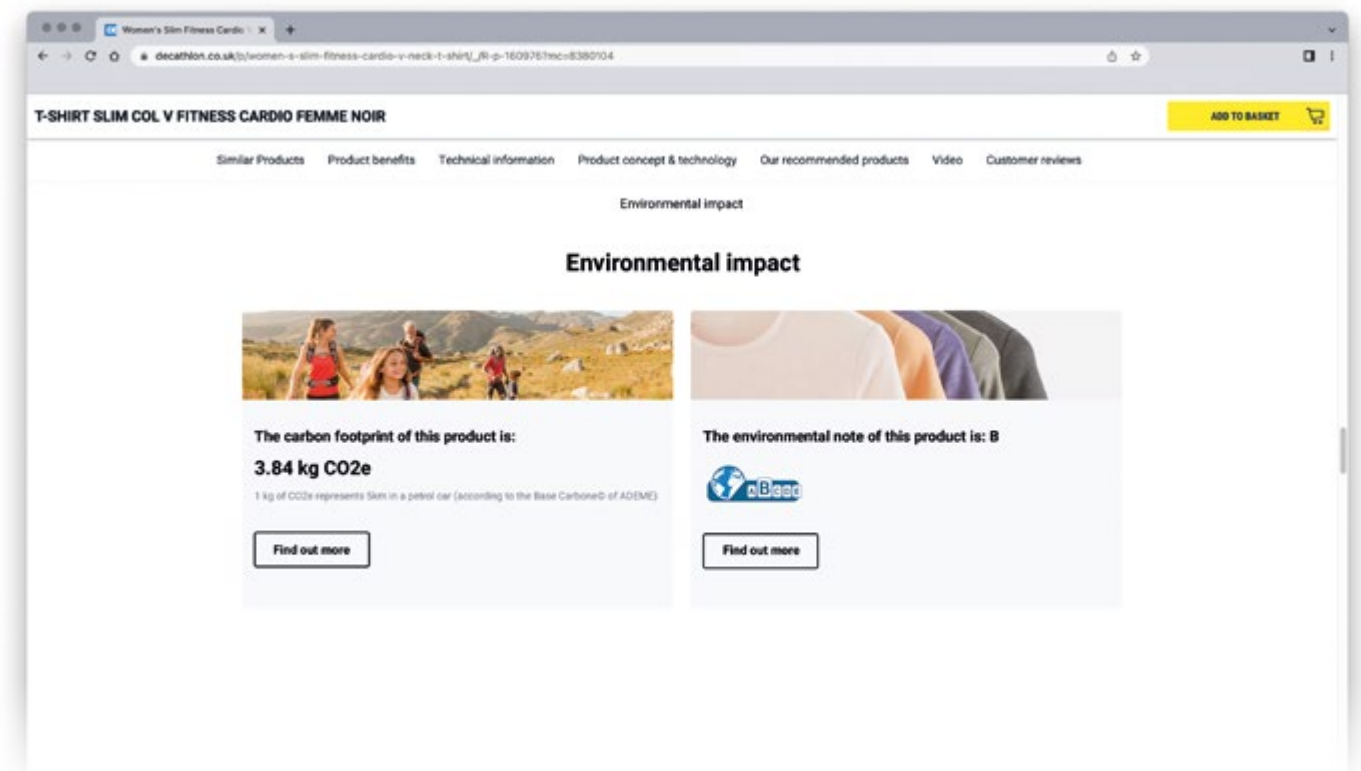 Women's Slim Fitness Cardio
decathlon.co.uk/p/women-s-slim-fitness-cardio-v-neck-t-shirt/_/R-p-160976?mc=8380104
T-SHIRT SLIM COL V FITNESS CARDIO FEMME NOIR
ADD TO BASKET
Similar Products Product benefits Technical information Product concept & technology Our recommended products Video Customer reviews
Environmental impact
Environmental impact
The carbon footprint of this product is:
3.84 kg CO2e
1 kg of CO2e represents 5km in a petrol car (according to the Base Carbone© of ADEME)
Find out more
The environmental note of this product is: B
A B C D E
Find out more